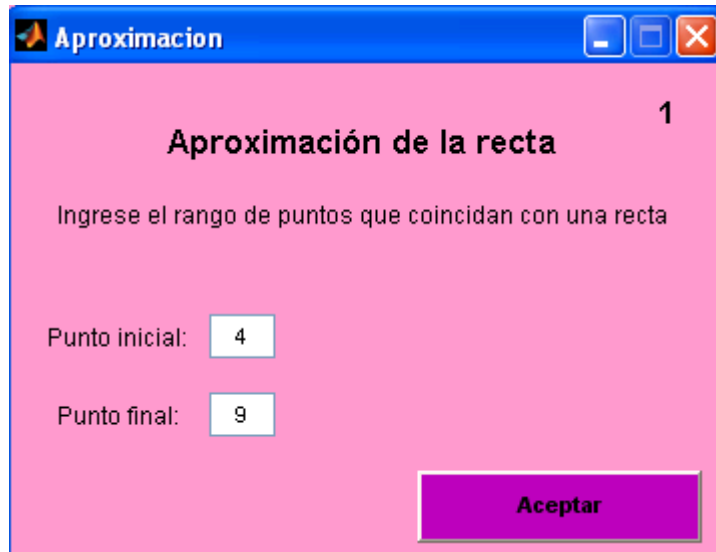 Aproximacion
1
Aproximación de la recta
Ingrese el rango de puntos que coincidan con una recta
Punto inicial: 4
Punto final: 9
Aceptar